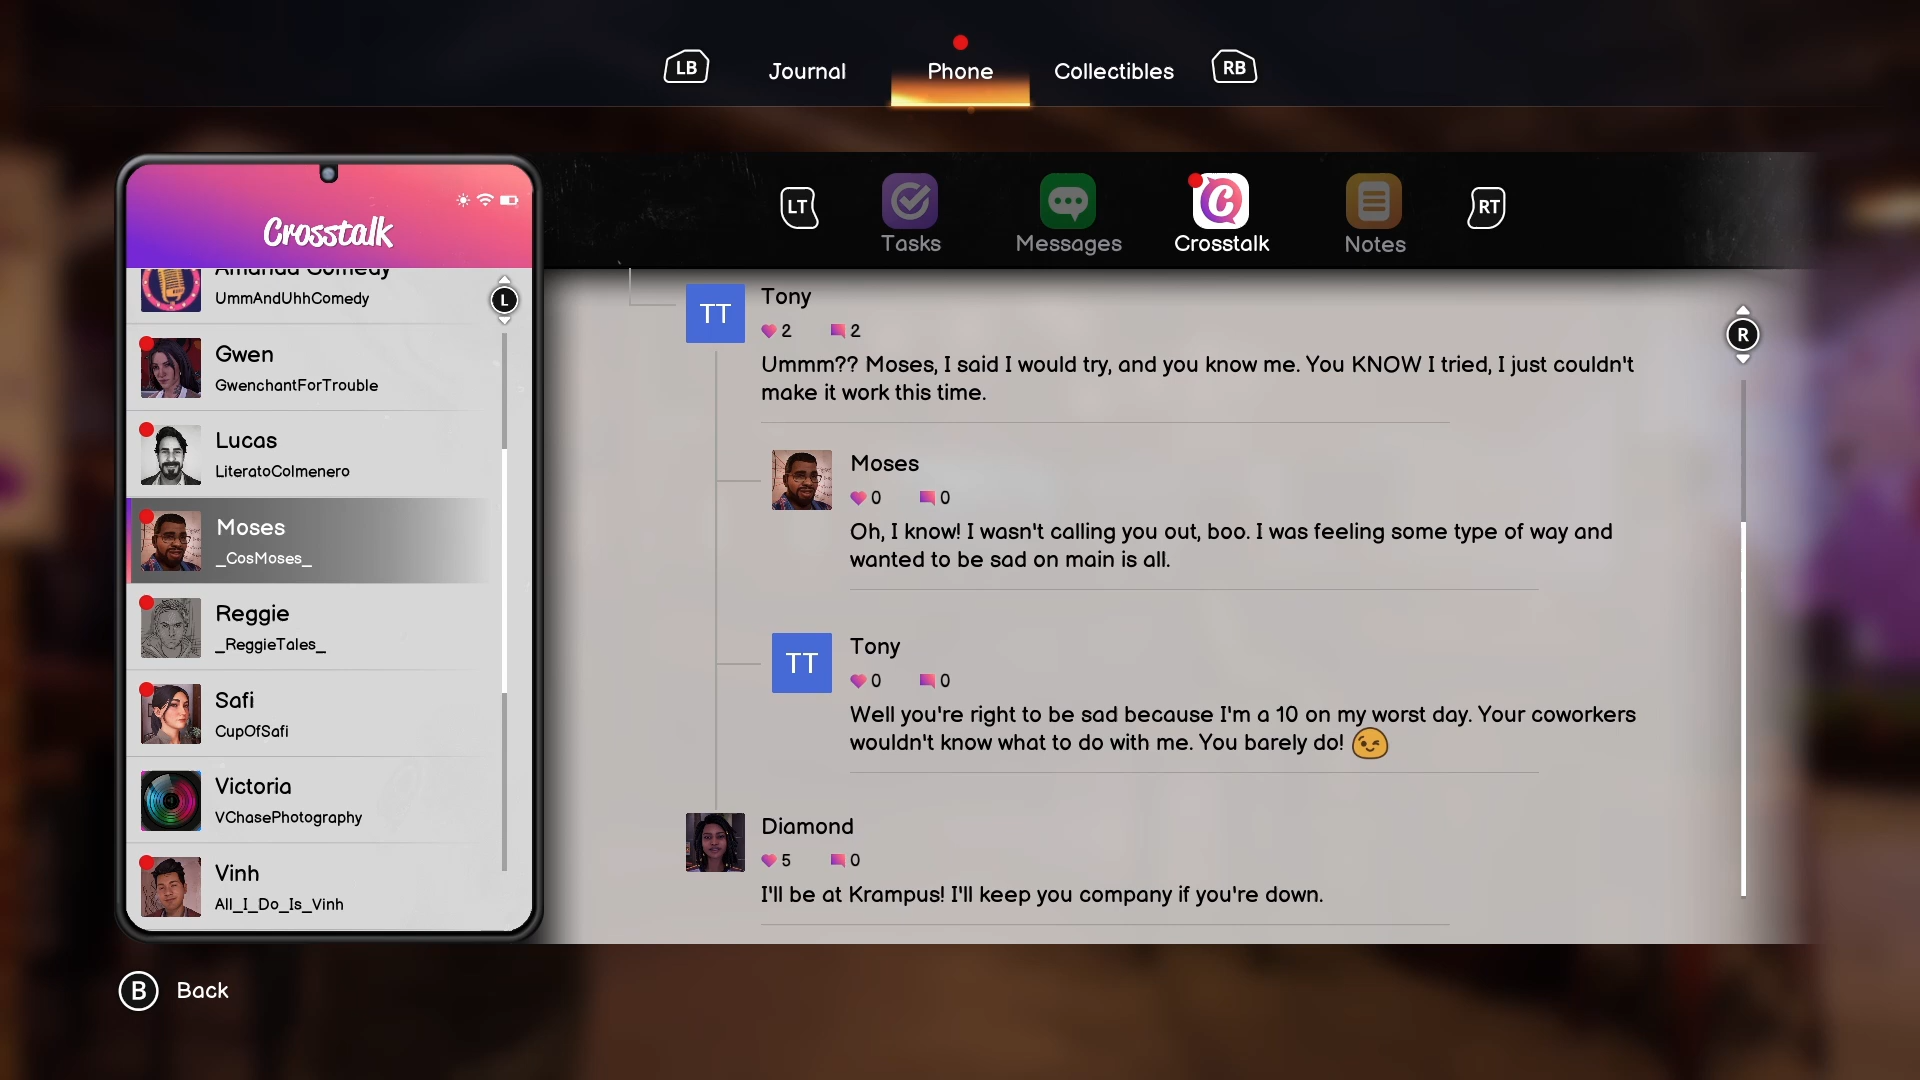 LB
Journal
Phone
Collectibles
RB
Crosstalk
LT
Tasks
Messages
Crosstalk
Notes
RT
Amanda Comedy
UmmAndUhhComedy
L
Gwen
GwenchantForTrouble
Lucas
LiteratoColmenero
Moses
_CosMoses_
Reggie
_ReggieTales_
Safi
CupOfSafi
Victoria
VChasePhotography
Vinh
All_I_Do_Is_Vinh
TT
Tony
2 2
Ummm?? Moses, I said I would try, and you know me. You KNOW I tried, I just couldn't
make it work this time.
Moses
0 0
Oh, I know! I wasn't calling you out, boo. I was feeling some type of way and
wanted to be sad on main is all.
TT
Tony
0 0
Well you're right to be sad because I'm a 10 on my worst day. Your coworkers
wouldn't know what to do with me. You barely do! 😉
Diamond
5 0
I'll be at Krampus! I'll keep you company if you're down.
R
B Back